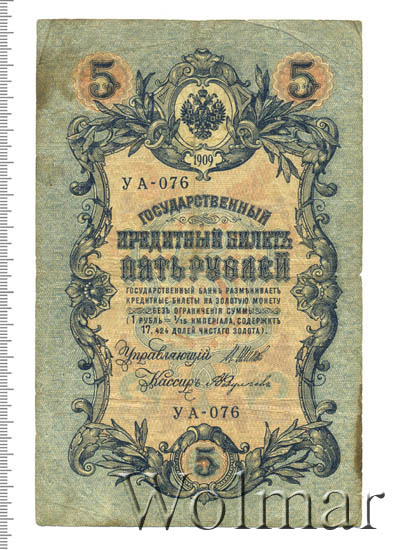 5 5
1909
УА-076
ГОСУДАРСТВЕННЫЙ
КРЕДИТНЫЙ БИЛЕТЪ
ПЯТЬ РУБЛЕЙ
ГОСУДАРСТВЕННЫЙ БАНКЪ РАЗМѢНИВАЕТЪ
КРЕДИТНЫЕ БИЛЕТЫ НА ЗОЛОТУЮ МОНЕТУ
БЕЗЪ ОГРАНИЧЕНІЯ СУММЫ
(1 РУБЛЬ = 1/15 ИМПЕРІАЛА, СОДЕРЖИТЪ
17,424 ДОЛЕЙ ЧИСТАГО ЗОЛОТА).
Управляющій
Кассиръ
УА-076
5
Wolmar